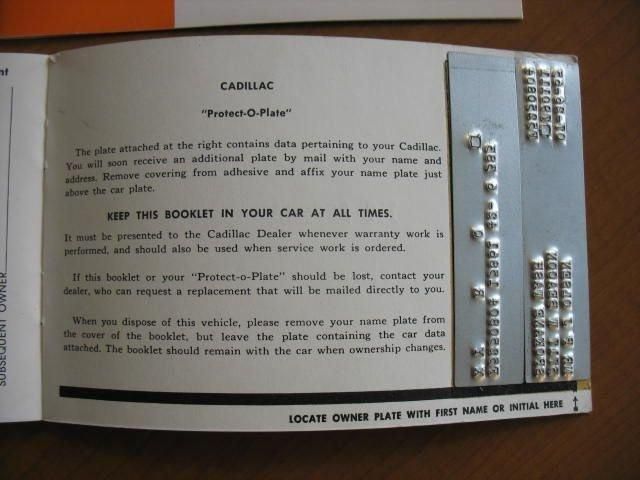 CADILLAC
"Protect-O-Plate"
The plate attached at the right contains data pertaining to your Cadillac.
You will soon receive an additional plate by mail with your name and
address. Remove covering from adhesive and affix your name plate just
above the car plate.
KEEP THIS BOOKLET IN YOUR CAR AT ALL TIMES.
It must be presented to the Cadillac Dealer whenever warranty work is
performed, and should also be used when service work is ordered.
If this booklet or your "Protect-o-Plate" should be lost, contact your
dealer, who can request a replacement that will be mailed directly to you.
When you dispose of this vehicle, please remove your name plate from
the cover of the booklet, but leave the plate containing the car data
attached. The booklet should remain with the car when ownership changes.
LOCATE OWNER PLATE WITH FIRST NAME OR INITIAL HERE
SUBSEQUENT OWNER